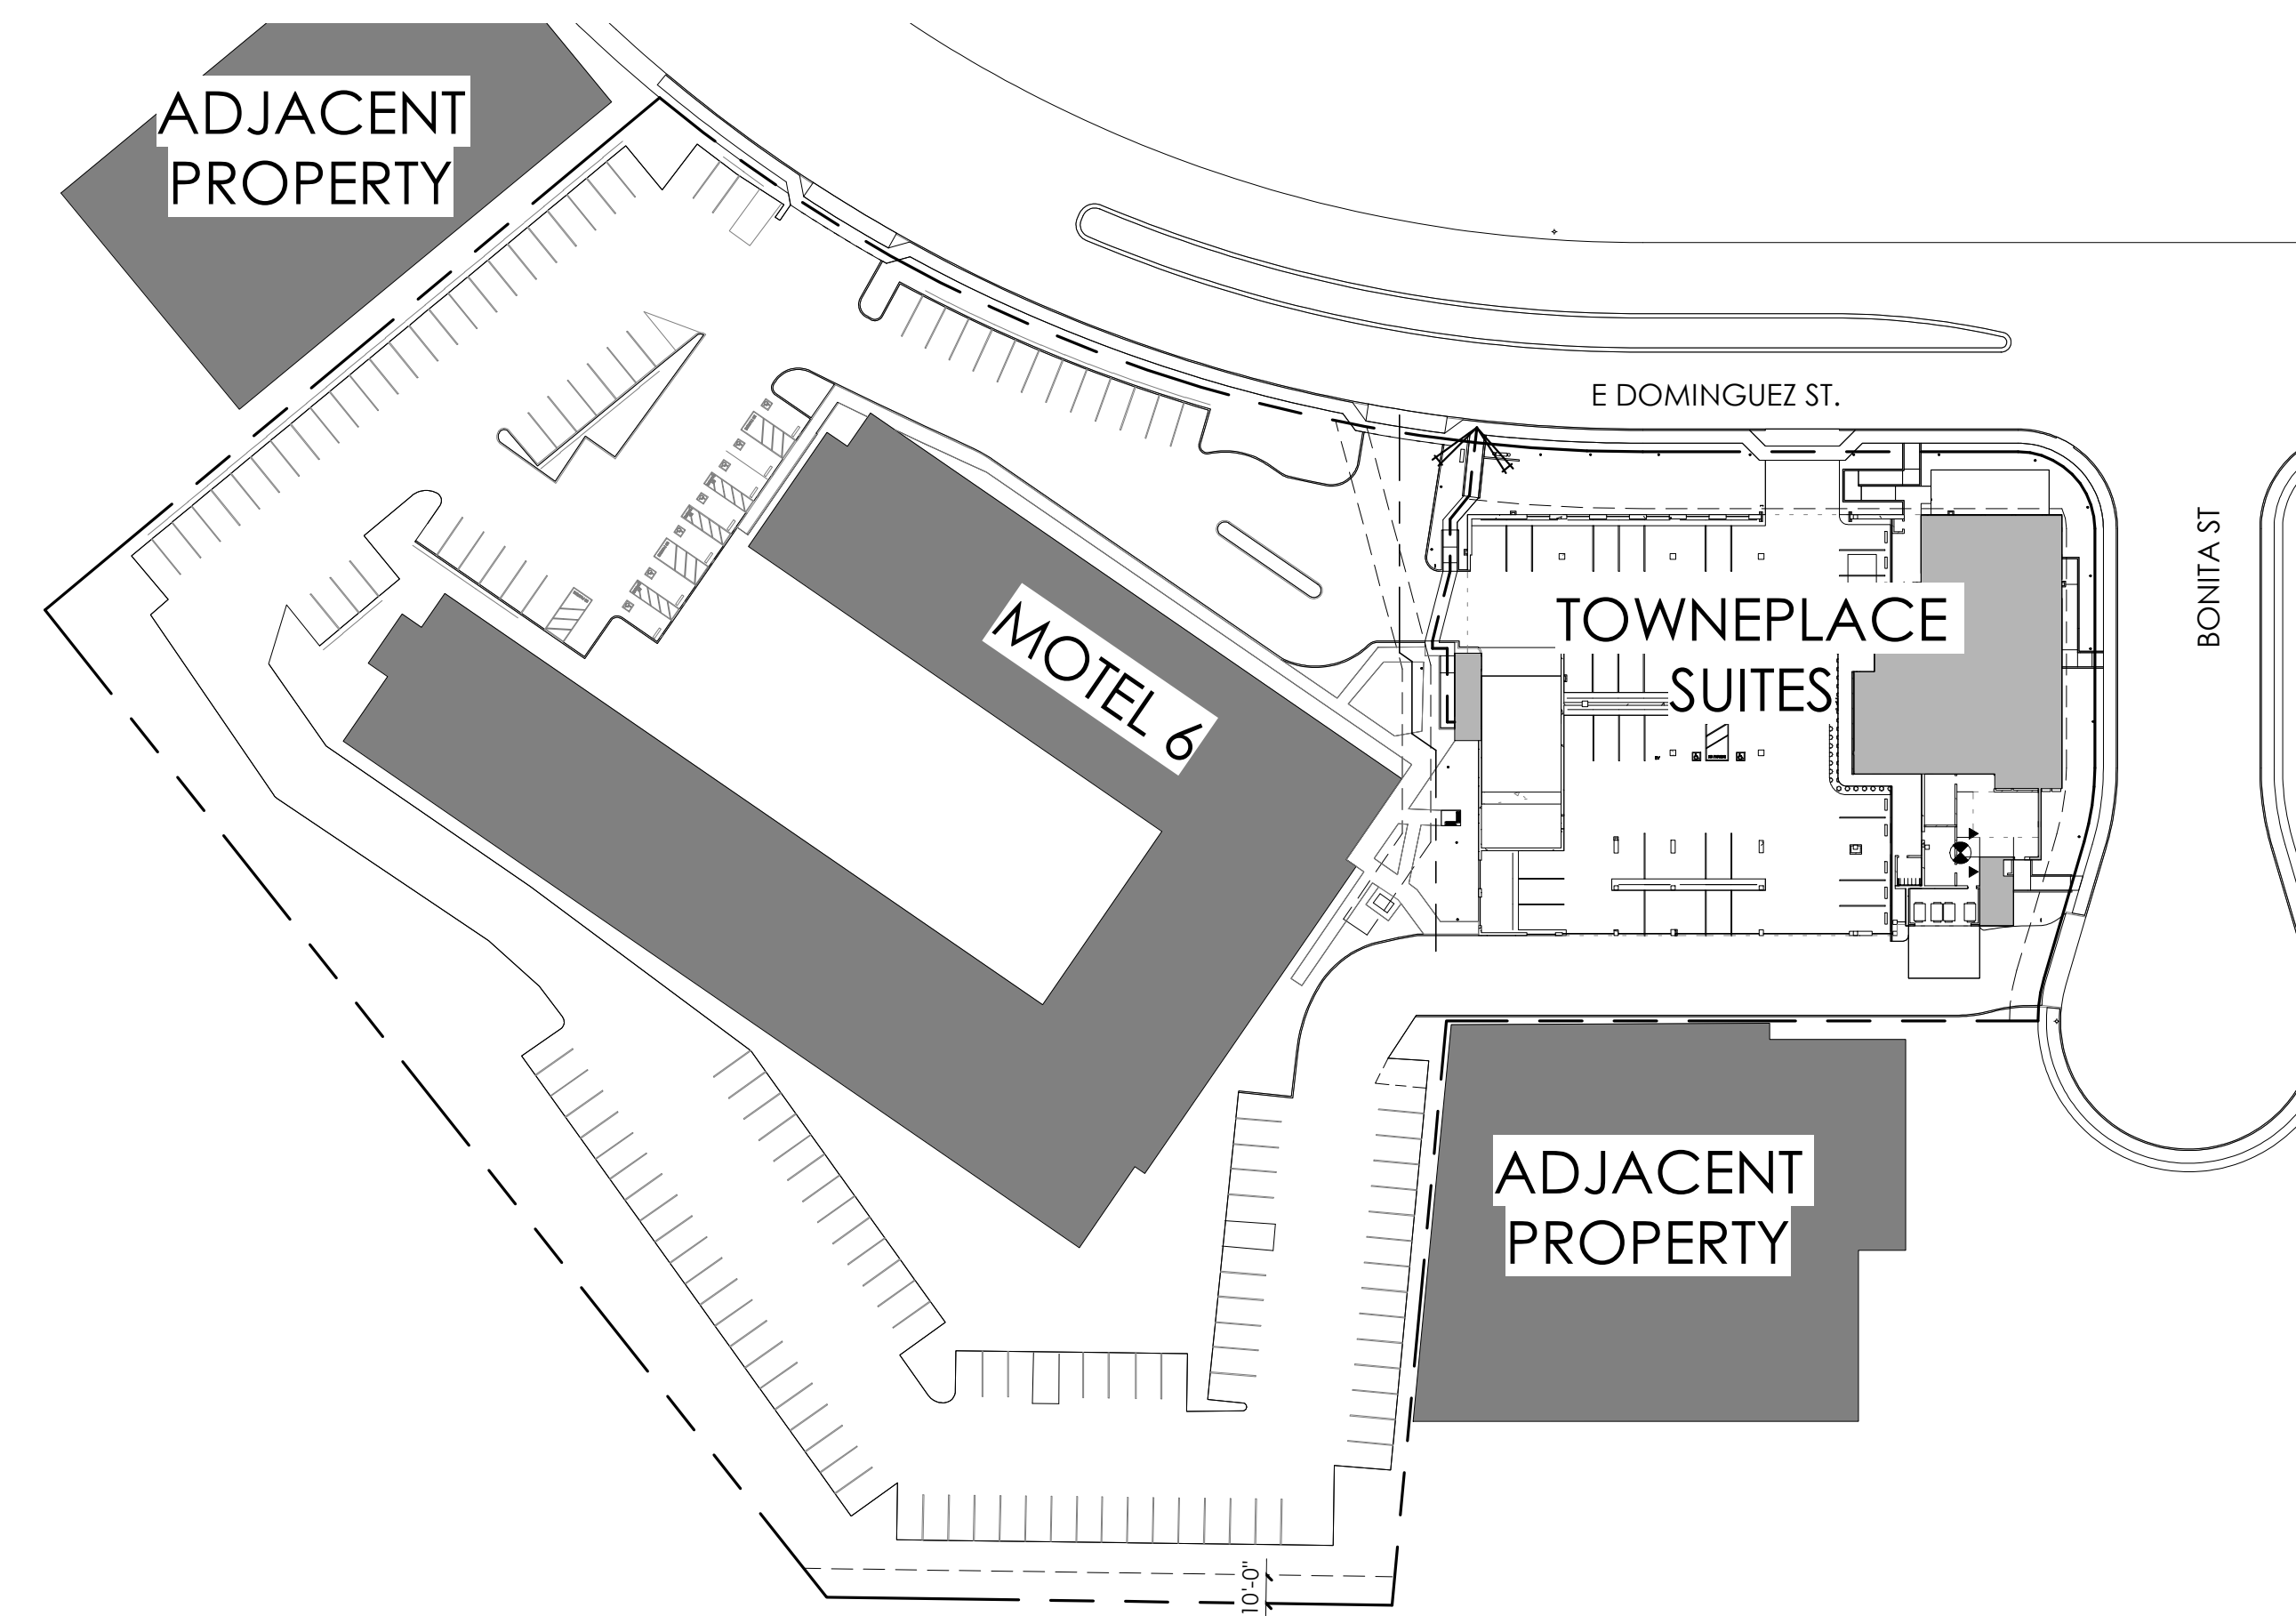 ADJACENT
PROPERTY
E DOMINGUEZ ST.
BONITA ST
TOWNEPLACE
SUITES
MOTEL 6
ADJACENT
PROPERTY
10'-0"